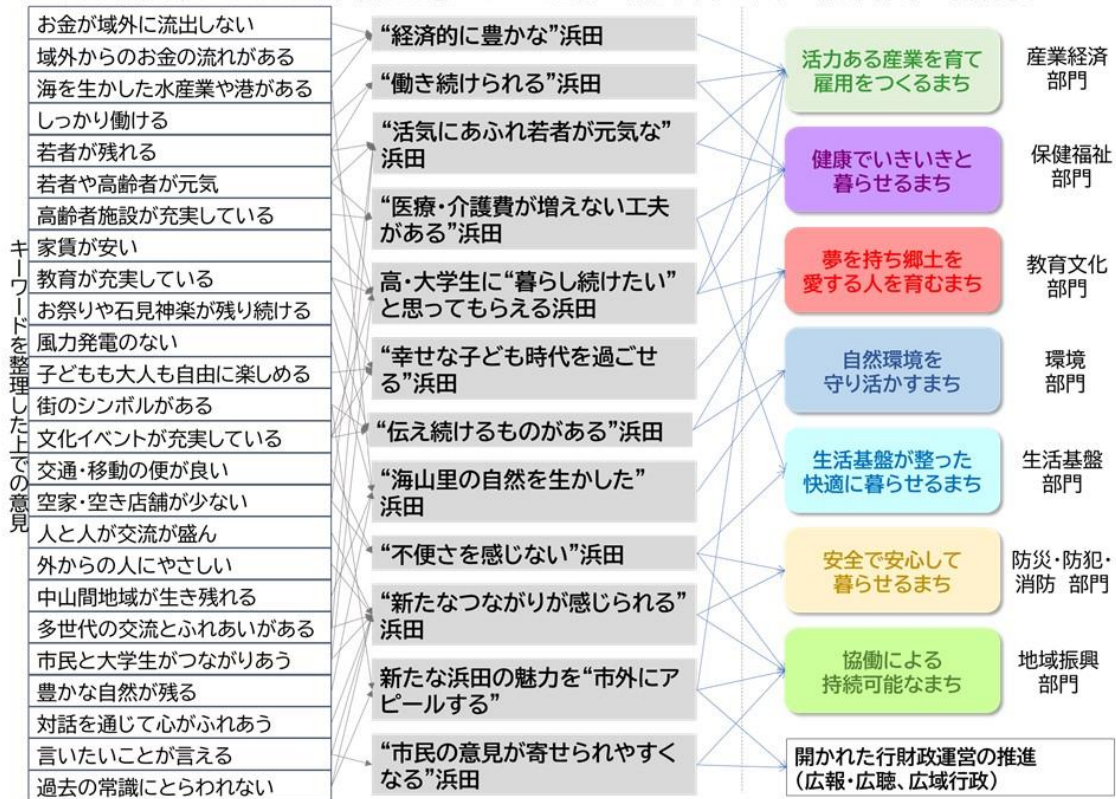 キーワードを整理した上での意見
お金が域外に流出しない
域外からのお金の流れがある
海を生かした水産業や港がある
しっかり働ける
若者が残れる
若者や高齢者が元気
高齢者施設が充実している
家賃が安い
教育が充実している
お祭りや石見神楽が残り続ける
風力発電のない
子どもも大人も自由に楽しめる
街のシンボルがある
文化イベントが充実している
交通・移動の便が良い
空家・空き店舗が少ない
人と人が交流が盛ん
外からの人にやさしい
中山間地域が生き残れる
多世代の交流とふれあいがある
市民と大学生がつながりあう
豊かな自然が残る
対話を通じて心がふれあう
言いたいことが言える
過去の常識にとらわれない
“経済的に豊かな”浜田
“働き続けられる”浜田
“活気にあふれ若者が元気な”
浜田
“医療・介護費が増えない工夫
がある”浜田
高・大学生に“暮らし続けたい”
と思ってもらえる浜田
“幸せな子ども時代を過ごせ
る”浜田
“伝え続けるものがある”浜田
“海山里の自然を生かした”
浜田
“不便さを感じない”浜田
“新たなつながりが感じられる”
浜田
新たな浜田の魅力を“市外にア
ピールする”
“市民の意見が寄せられやすく
なる”浜田
活力ある産業を育て
雇用をつくるまち
産業経済
部門
健康でいきいきと
暮らせるまち
保健福祉
部門
夢を持ち郷土を
愛する人を育むまち
教育文化
部門
自然環境を
守り活かすまち
環境
部門
生活基盤が整った
快適に暮らせるまち
生活基盤
部門
安全で安心して
暮らせるまち
防災・防犯・
消防 部門
協働による
持続可能なまち
地域振興
部門
開かれた行財政運営の推進
（広報・広聴、広域行政）